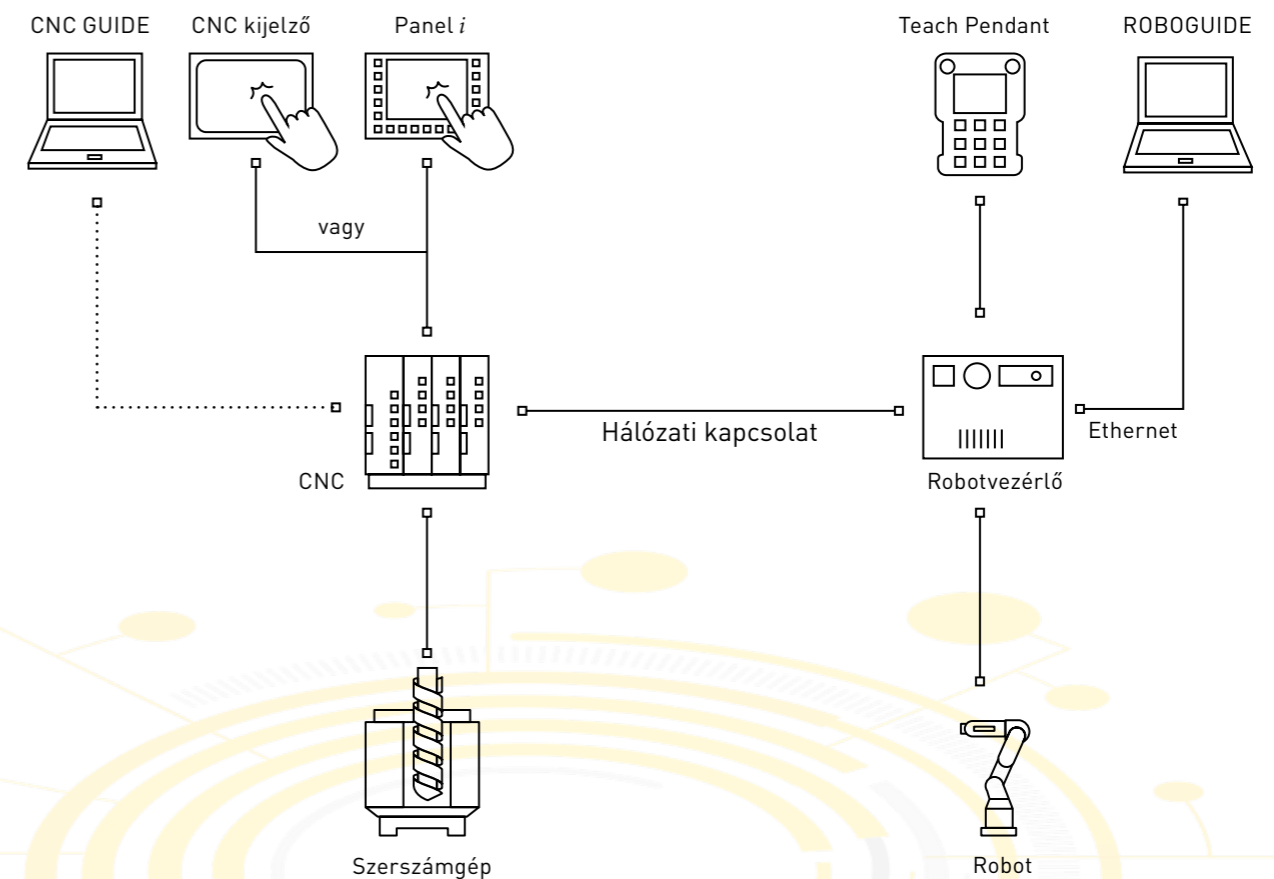 CNC GUIDE
CNC kijelző
Panel i
Teach Pendant
ROBOGUIDE
vagy
Hálózati kapcsolat
Ethernet
CNC
Robotvezérlő
Szerszámgép
Robot